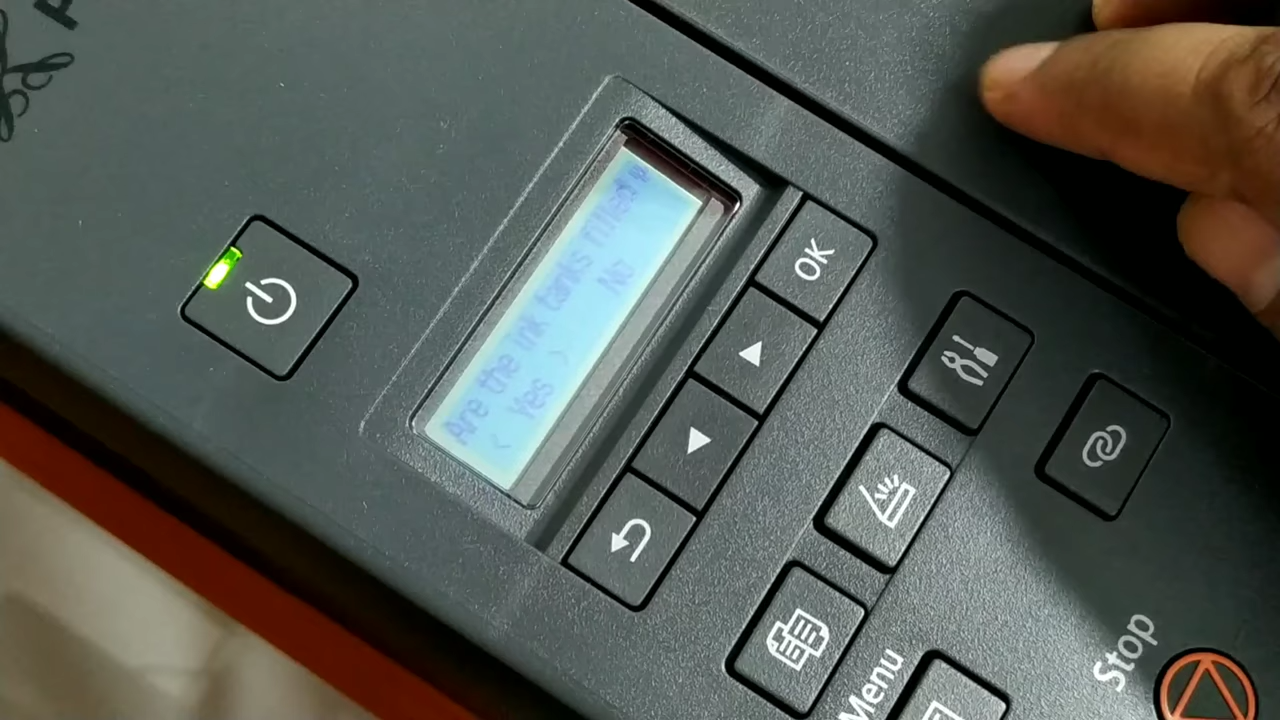 Are the ink tanks filled?
< Yes > No
OK
Menu
Stop